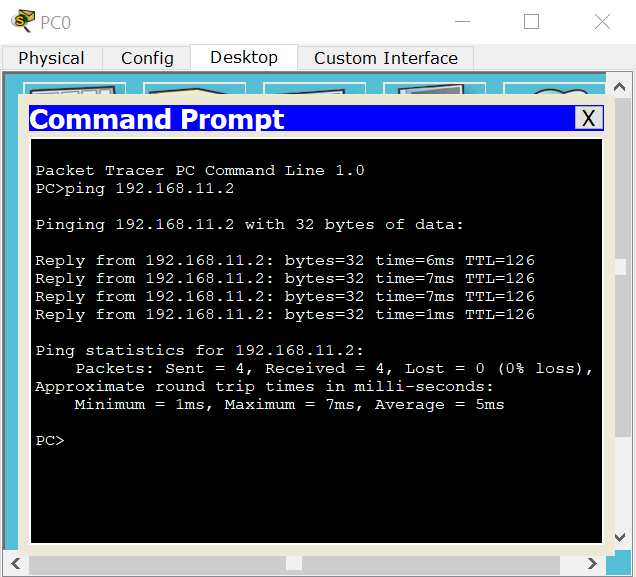 PC0
Physical Config Desktop Custom Interface
Command Prompt X
Packet Tracer PC Command Line 1.0
PC>ping 192.168.11.2
Pinging 192.168.11.2 with 32 bytes of data:
Reply from 192.168.11.2: bytes=32 time=6ms TTL=126
Reply from 192.168.11.2: bytes=32 time=7ms TTL=126
Reply from 192.168.11.2: bytes=32 time=7ms TTL=126
Reply from 192.168.11.2: bytes=32 time=1ms TTL=126
Ping statistics for 192.168.11.2:
Packets: Sent = 4, Received = 4, Lost = 0 (0% loss),
Approximate round trip times in milli-seconds:
Minimum = 1ms, Maximum = 7ms, Average = 5ms
PC>